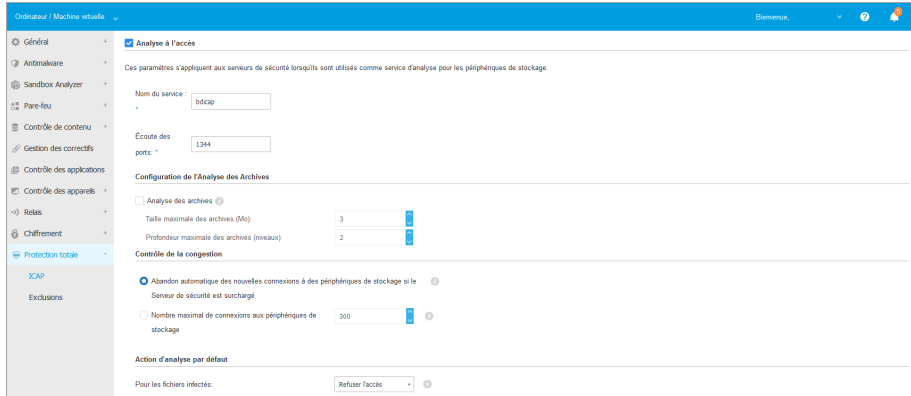 Ordinateur / Machine virtuelle
Bienvenue,
5
Général
Antimalware
Sandbox Analyzer
Pare-feu
Contrôle de contenu
Gestion des correctifs
Contrôle des applications
Contrôle des appareils
Relais
Chiffrement
Protection totale
ICAP
Exclusions
Analyse à l'accès
Ces paramètres s'appliquent aux serveurs de sécurité lorsqu'ils sont utilisés comme service d'analyse pour les périphériques de stockage.
Nom du service : *
bdicap
Écoute des
ports: *
1344
Configuration de l'Analyse des Archives
Analyse des archives
Taille maximale des archives (Mo)
3
Profondeur maximale des archives (niveaux)
2
Contrôle de la congestion
Abandon automatique des nouvelles connexions à des périphériques de stockage si le
Serveur de sécurité est surchargé
Nombre maximal de connexions aux périphériques de
stockage
300
Action d'analyse par défaut
Pour les fichiers infectés:
Refuser l'accès